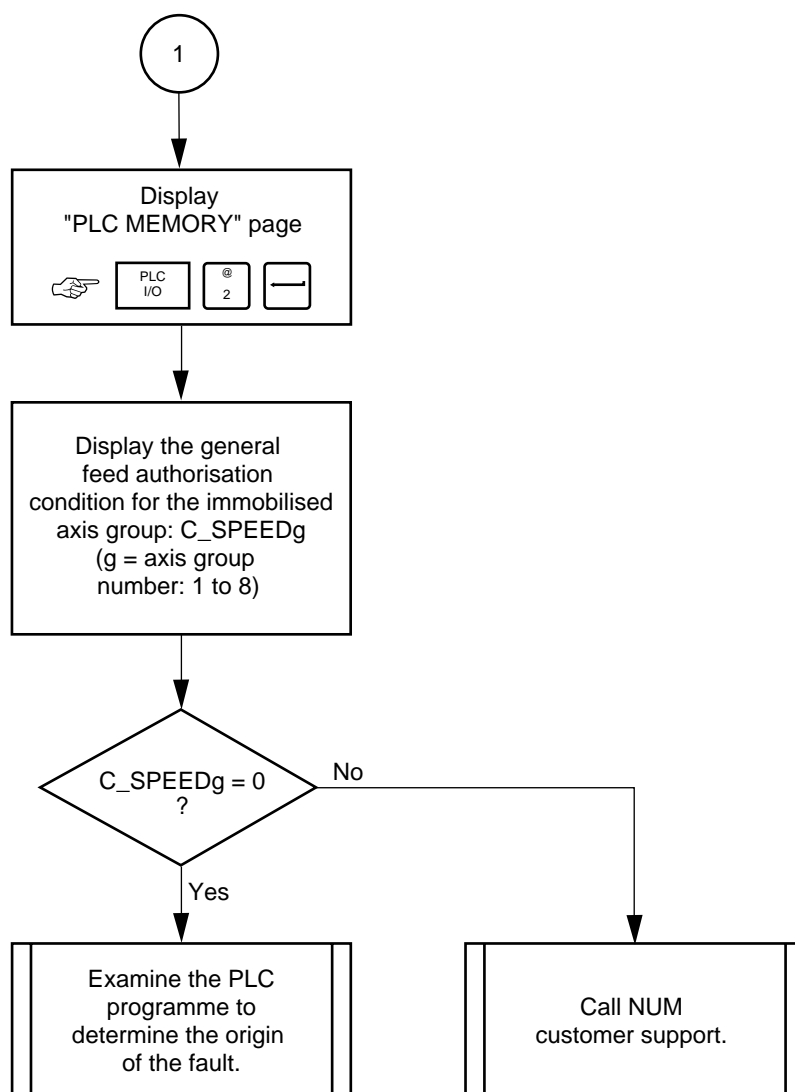 1
Display
"PLC MEMORY" page
PLC
I/O
@
2
Display the general
feed authorisation
condition for the immobilised
axis group: C_SPEEDg
(g = axis group
number: 1 to 8)
C_SPEEDg = 0
?
No
Yes
Examine the PLC
programme to
determine the origin
of the fault.
Call NUM
customer support.